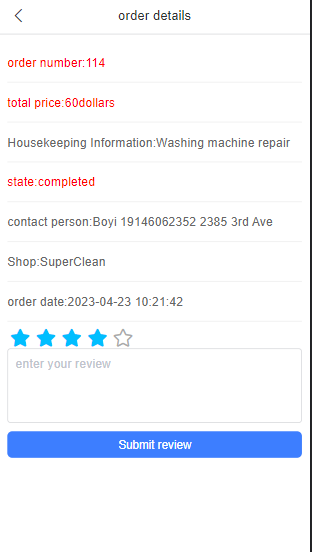 order details
order number:114
total price:60dollars
Housekeeping Information:Washing machine repair
state:completed
contact person:Boyi 19146062352 2385 3rd Ave
Shop:SuperClean
order date:2023-04-23 10:21:42
enter your review
Submit review